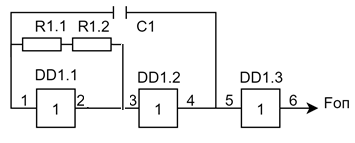 C1
R1.1 R1.2
DD1.1 DD1.2 DD1.3
1 1 2 3 1 4 5 1 6 Fоп